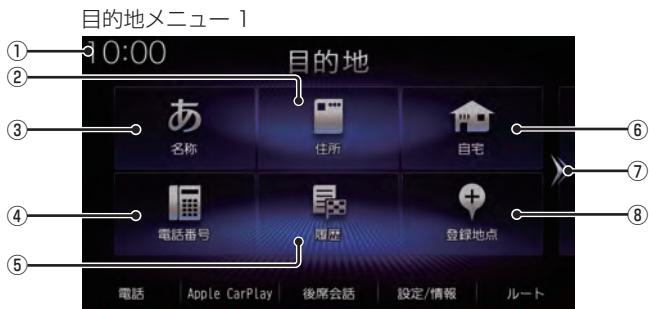 目的地メニュー 1
① 10:00 目的地
②
③ あ 名称
住所
自宅 ⑥
⑦
④ 電話番号
履歴
登録地点 ⑧
⑤
電話 Apple CarPlay 後席会話 設定/情報 ルート